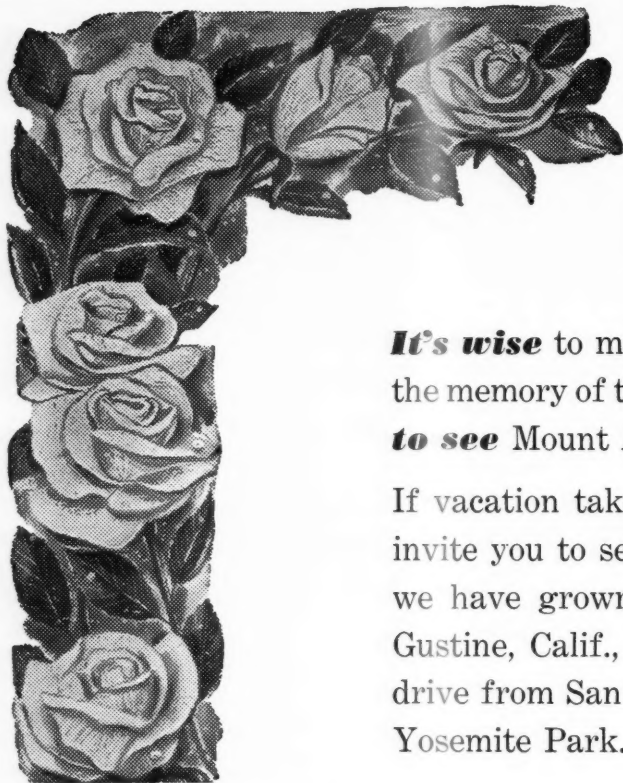 It's wise to m
the memory of t
to see Mount
If vacation tak
invite you to se
we have grown
Gustine, Calif.,
drive from San
Yosemite Park.